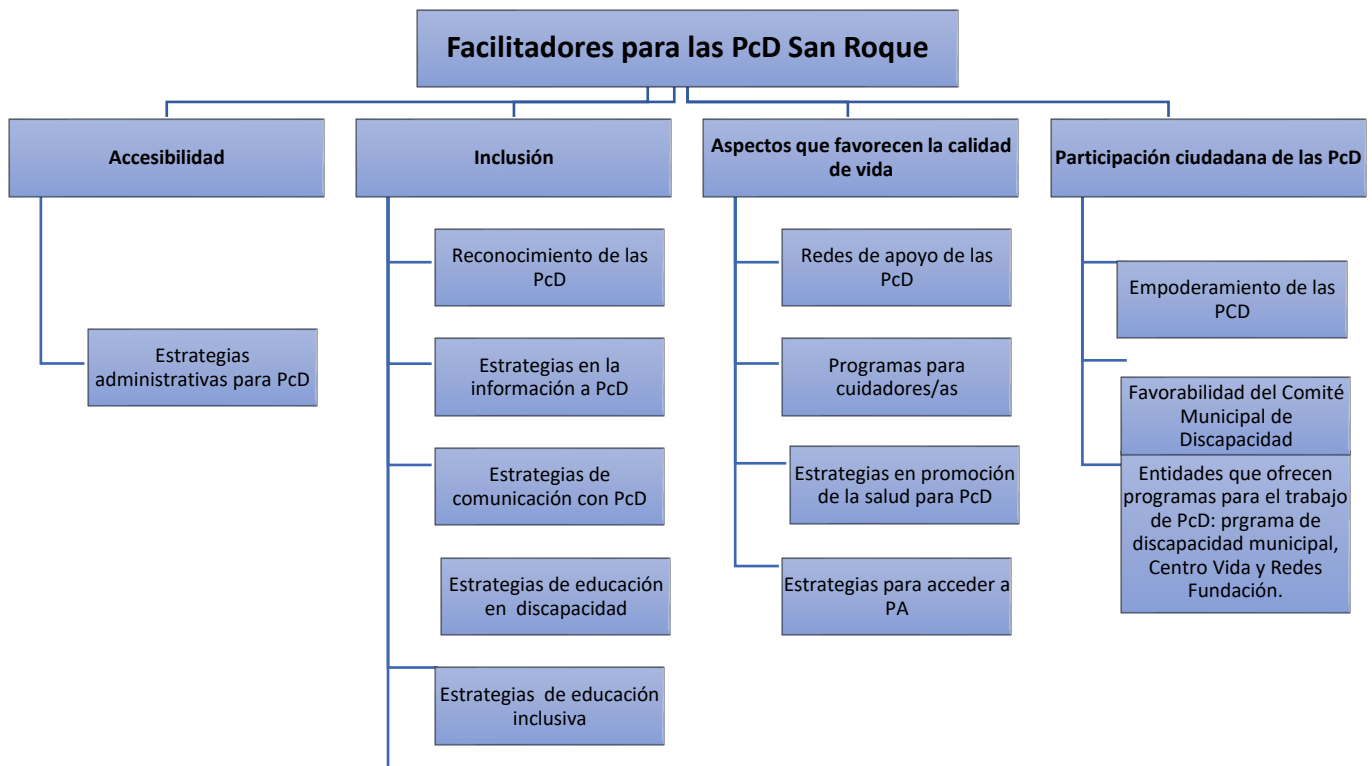 Facilitadores para las PcD San Roque
Accesibilidad
Estrategias
administrativas para PcD
Inclusión
Reconocimiento de las
PcD
Estrategias en la
información a PcD
Estrategias de
comunicación con PcD
Estrategias de educación
en discapacidad
Estrategias de educación
inclusiva
Aspectos que favorecen la calidad
de vida
Redes de apoyo de las
PcD
Programas para
cuidadores/as
Estrategias en promoción
de la salud para PcD
Estrategias para acceder a
PA
Participación ciudadana de las PcD
Empoderamiento de las
PCD
Favorabilidad del Comité
Municipal de
Discapacidad
Entidades que ofrecen
programas para el trabajo
de PcD: prgrama de
discapacidad municipal,
Centro Vida y Redes
Fundación.